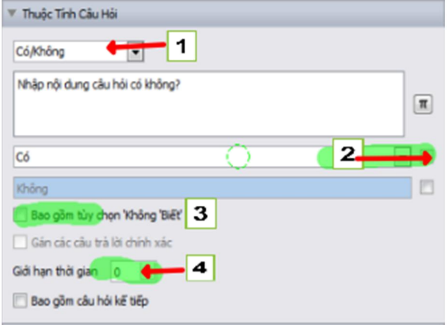 Thuộc Tính Câu Hỏi
Có/Không
1
Nhập nội dung câu hỏi có không?
π
Có
2
Không
Bao gồm tùy chọn 'Không 'Biết'
3
Gán các câu trả lời chính xác
Giới hạn thời gian 0
4
Bao gồm câu hỏi kế tiếp